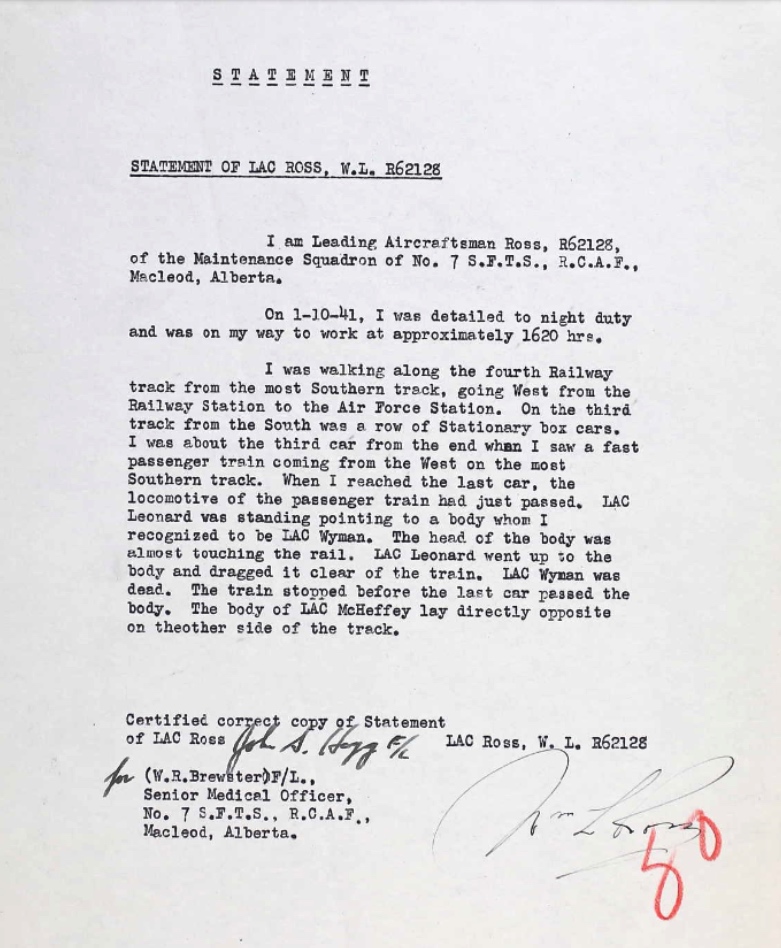 S T A T E M E N T
STATEMENT OF LAC ROSS, W.L. R62128
I am Leading Aircraftsman Ross, R62128,
of the Maintenance Squadron of No. 7 S.F.T.S., R.C.A.F.,
Macleod, Alberta.
On 1-10-41, I was detailed to night duty
and was on my way to work at approximately 1620 hrs.
I was walking along the fourth Railway
track from the most Southern track, going West from the
Railway Station to the Air Force Station. On the third
track from the South was a row of Stationary box cars.
I was about the third car from the end when I saw a fast
passenger train coming from the West on the most
Southern track. When I reached the last car, the
locomotive of the passenger train had just passed. LAC
Leonard was standing pointing to a body whom I
recognized to be LAC Wyman. The head of the body was
almost touching the rail. LAC Leonard went up to the
body and dragged it clear of the train. LAC Wyman was
dead. The train stopped before the last car passed the
body. The body of LAC McHeffey lay directly opposite
on theother side of the track.
Certified correct copy of Statement
of LAC Ross John S. F/L LAC Ross, W. L. R62128
for (W.R.Brewster)F/L.,
Senior Medical Officer,
No. 7 S.F.T.S., R.C.A.F.,
Macleod, Alberta.
Wm L Ross
50